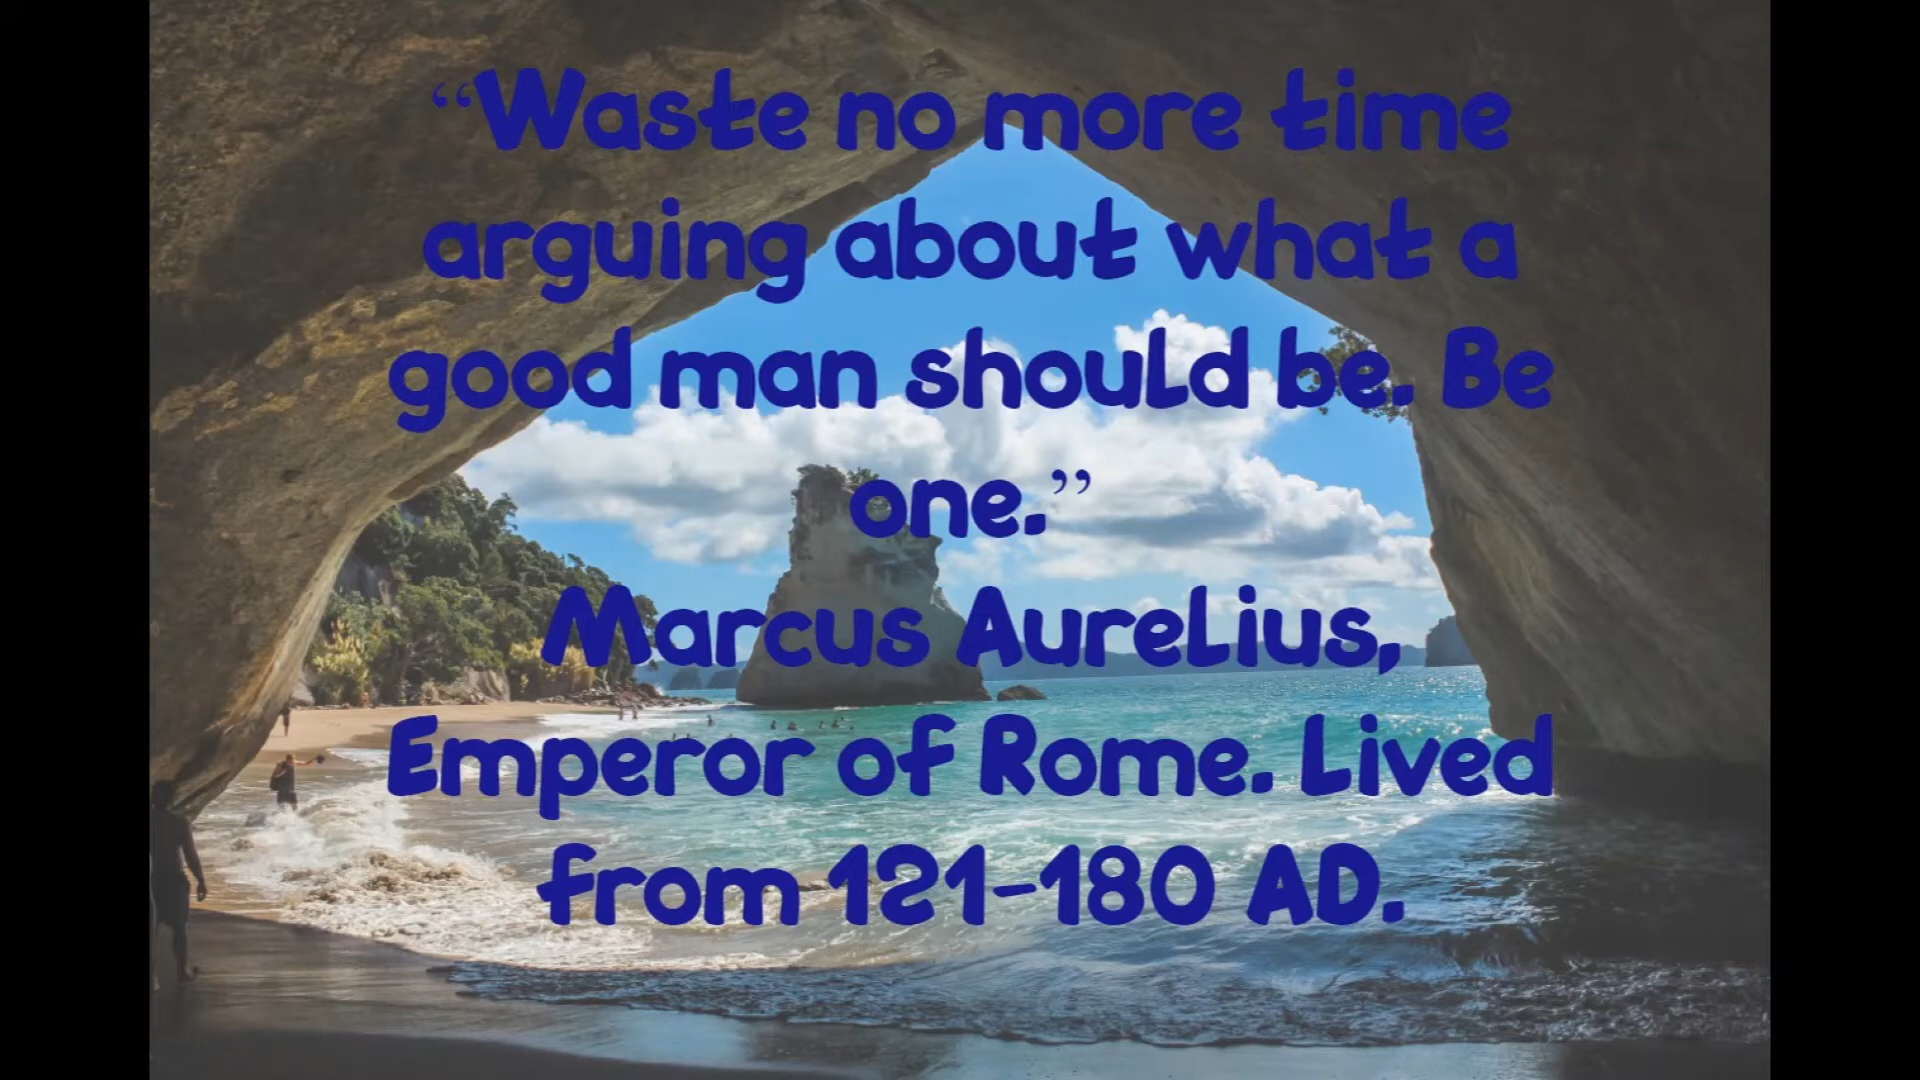 “Waste no more time
arguing about what a
good man should be. Be
one.”
Marcus Aurelius,
Emperor of Rome. Lived
from 121-180 AD.